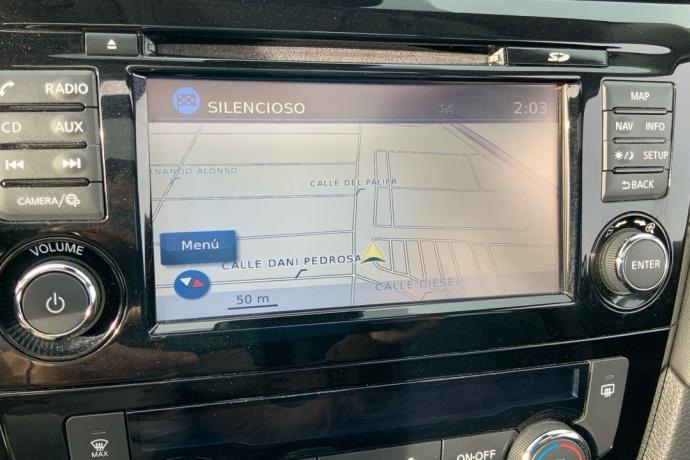 SD
RADIO
CD AUX
CAMERA/
VOLUME
SILENCIOSO 2:03
NANDO ALONSO
CALLE DEL PALIER
Menú
CALLE DANI PEDROSA
CALLE DIESEL
50 m
MAP
NAV INFO
SETUP
BACK
ENTER
MAX
ON-OFF